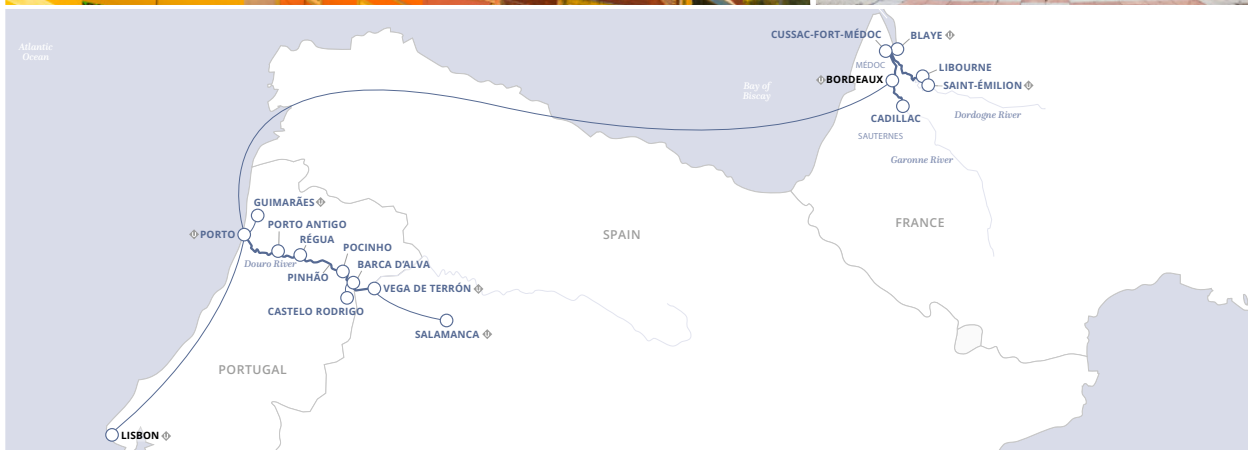 Atlantic
Ocean
CUSSAC-FORT-MÉDOC
BLAYE
MÉDOC
LIBOURNE
BORDEAUX
SAINT-ÉMILION
Bay of
Biscay
Dordogne River
CADILLAC
SAUTERNES
Garonne River
GUIMARÃES
PORTO ANTIGO
PORTO
RÉGUA
SPAIN
FRANCE
POCINHO
Douro River
BARCA D'ALVA
PINHÃO
VEGA DE TERRÓN
CASTELO RODRIGO
SALAMANCA
PORTUGAL
LISBON